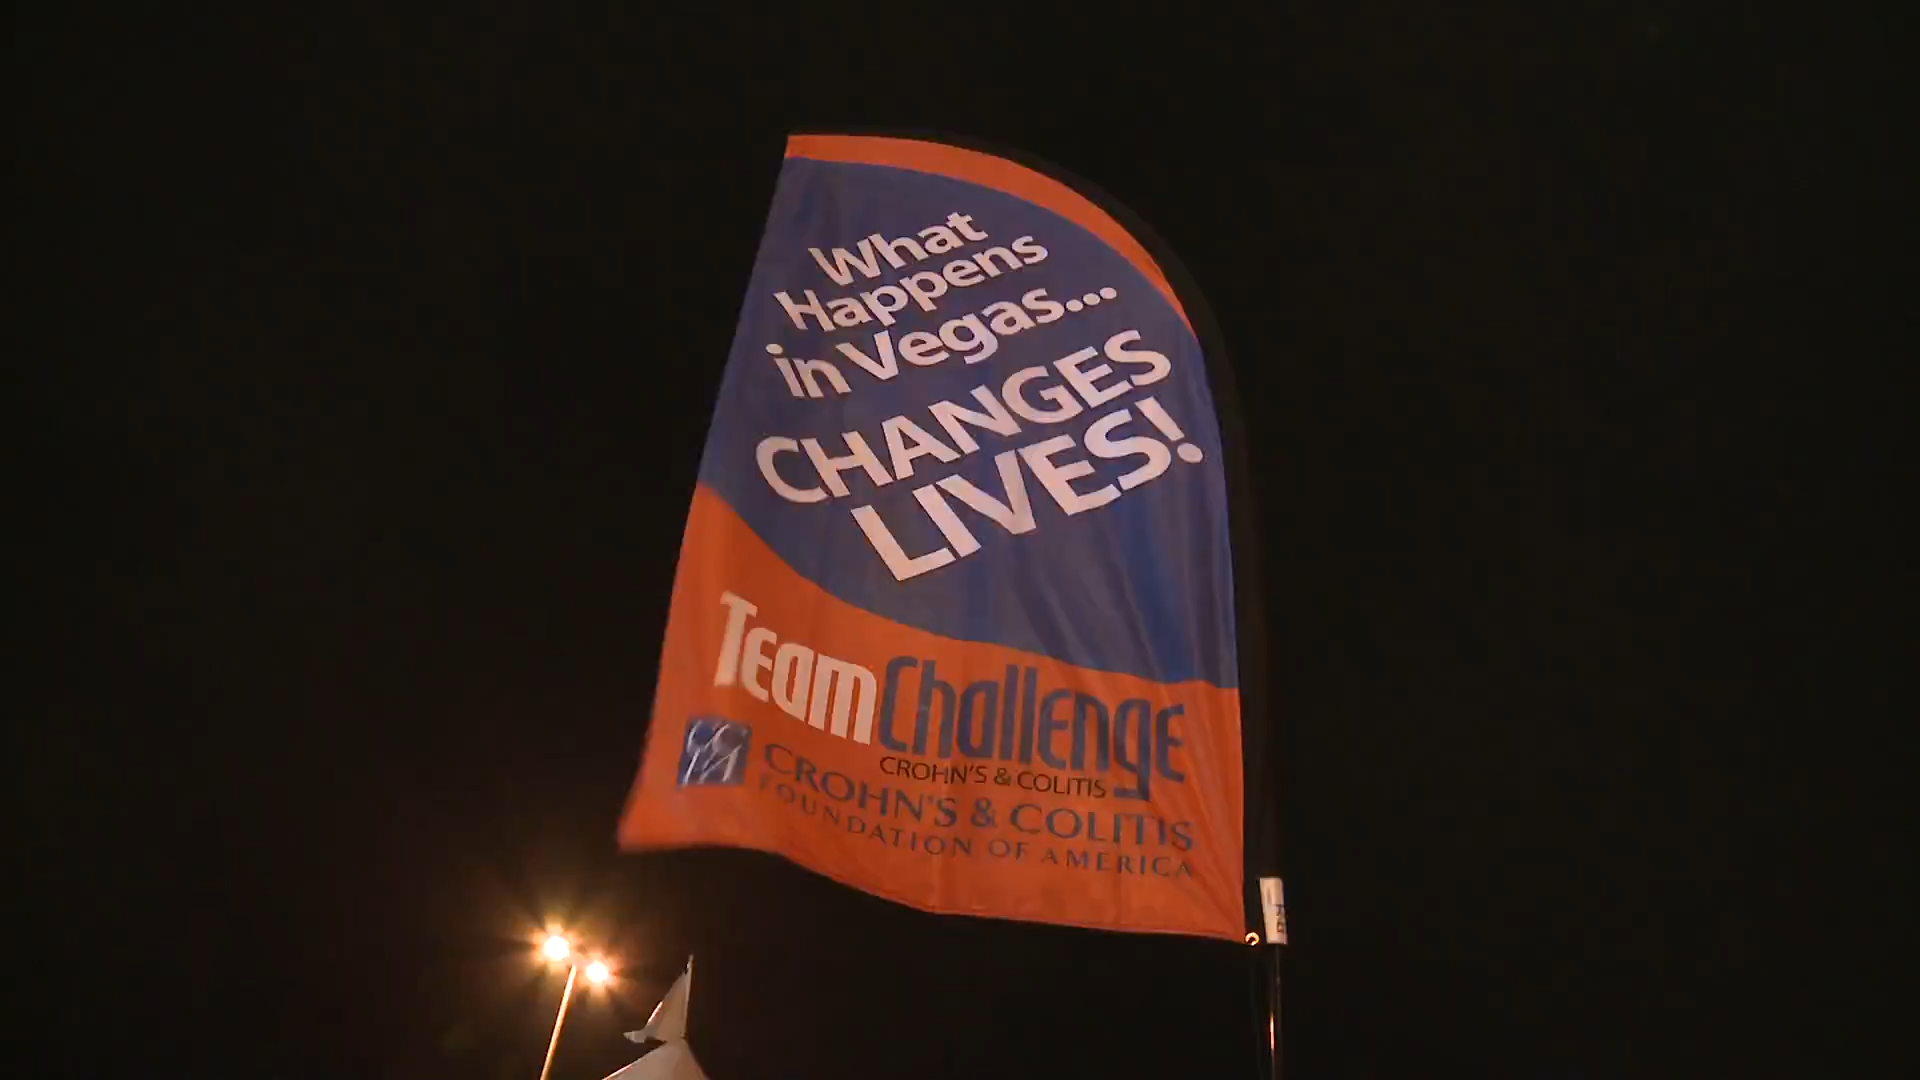 What
Happens
in Vegas...
CHANGES
LIVES!
TEamChallENgE
CROHN'S & COLITIS
CROHN'S & COLITIS
FOUNDATION OF AMERICA